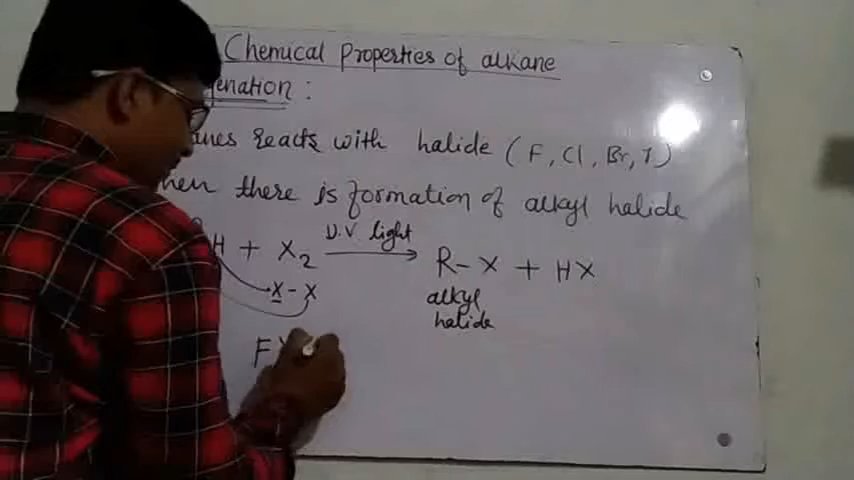 Chemical Properties of alkane
enation :
anes reacts with halide (F, Cl, Br, I)
hen there is formation of alkyl halide
H + X2 U.V light R-X + HX
X-X alkyl
halide
F